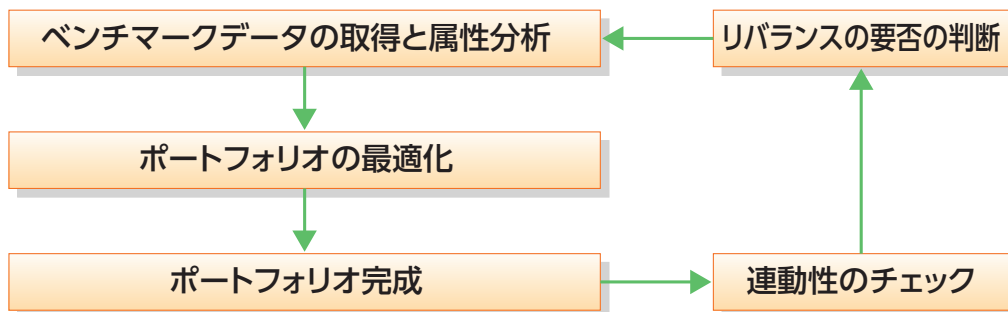 ベンチマークデータの取得と属性分析
リバランスの要否の判断
ポートフォリオの最適化
ポートフォリオ完成
連動性のチェック